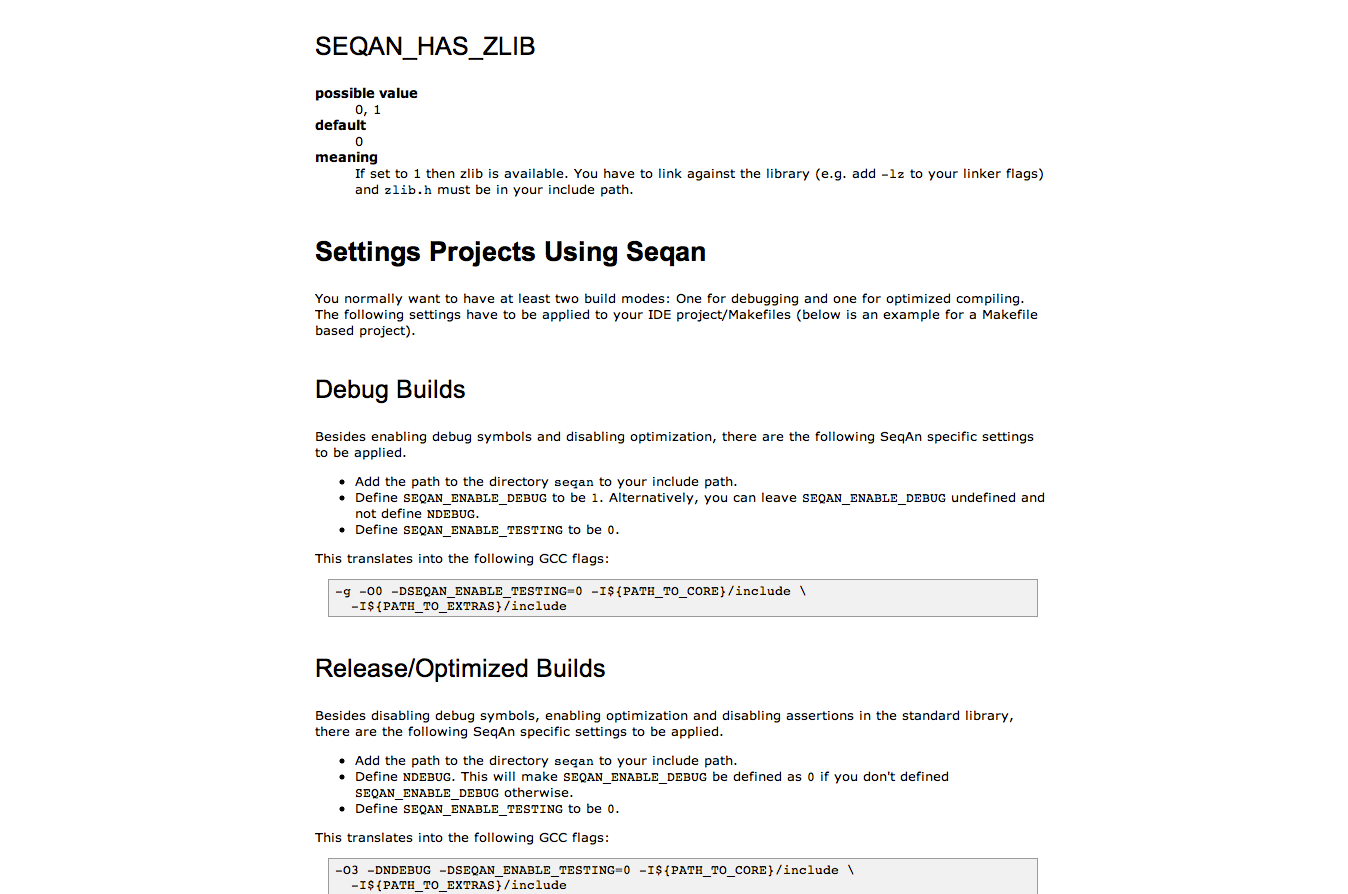 SEQAN_HAS_ZLIB
possible value
0, 1
default
0
meaning
If set to 1 then zlib is available. You have to link against the library (e.g. add -lz to your linker flags)
and zlib.h must be in your include path.
Settings Projects Using Seqan
You normally want to have at least two build modes: One for debugging and one for optimized compiling.
The following settings have to be applied to your IDE project/Makefiles (below is an example for a Makefile
based project).
Debug Builds
Besides enabling debug symbols and disabling optimization, there are the following SeqAn specific settings
to be applied.
• Add the path to the directory seqan to your include path.
• Define SEQAN_ENABLE_DEBUG to be 1. Alternatively, you can leave SEQAN_ENABLE_DEBUG undefined and
not define NDEBUG.
• Define SEQAN_ENABLE_TESTING to be 0.
This translates into the following GCC flags:
-g -O0 -DSEQAN_ENABLE_TESTING=0 -I${PATH_TO_CORE}/include \
-I${PATH_TO_EXTRAS}/include
Release/Optimized Builds
Besides disabling debug symbols, enabling optimization and disabling assertions in the standard library,
there are the following SeqAn specific settings to be applied.
• Add the path to the directory seqan to your include path.
• Define NDEBUG. This will make SEQAN_ENABLE_DEBUG be defined as 0 if you don't defined
SEQAN_ENABLE_DEBUG otherwise.
• Define SEQAN_ENABLE_TESTING to be 0.
This translates into the following GCC flags:
-O3 -DNDEBUG -DSEQAN_ENABLE_TESTING=0 -I${PATH_TO_CORE}/include \
-I${PATH_TO_EXTRAS}/include